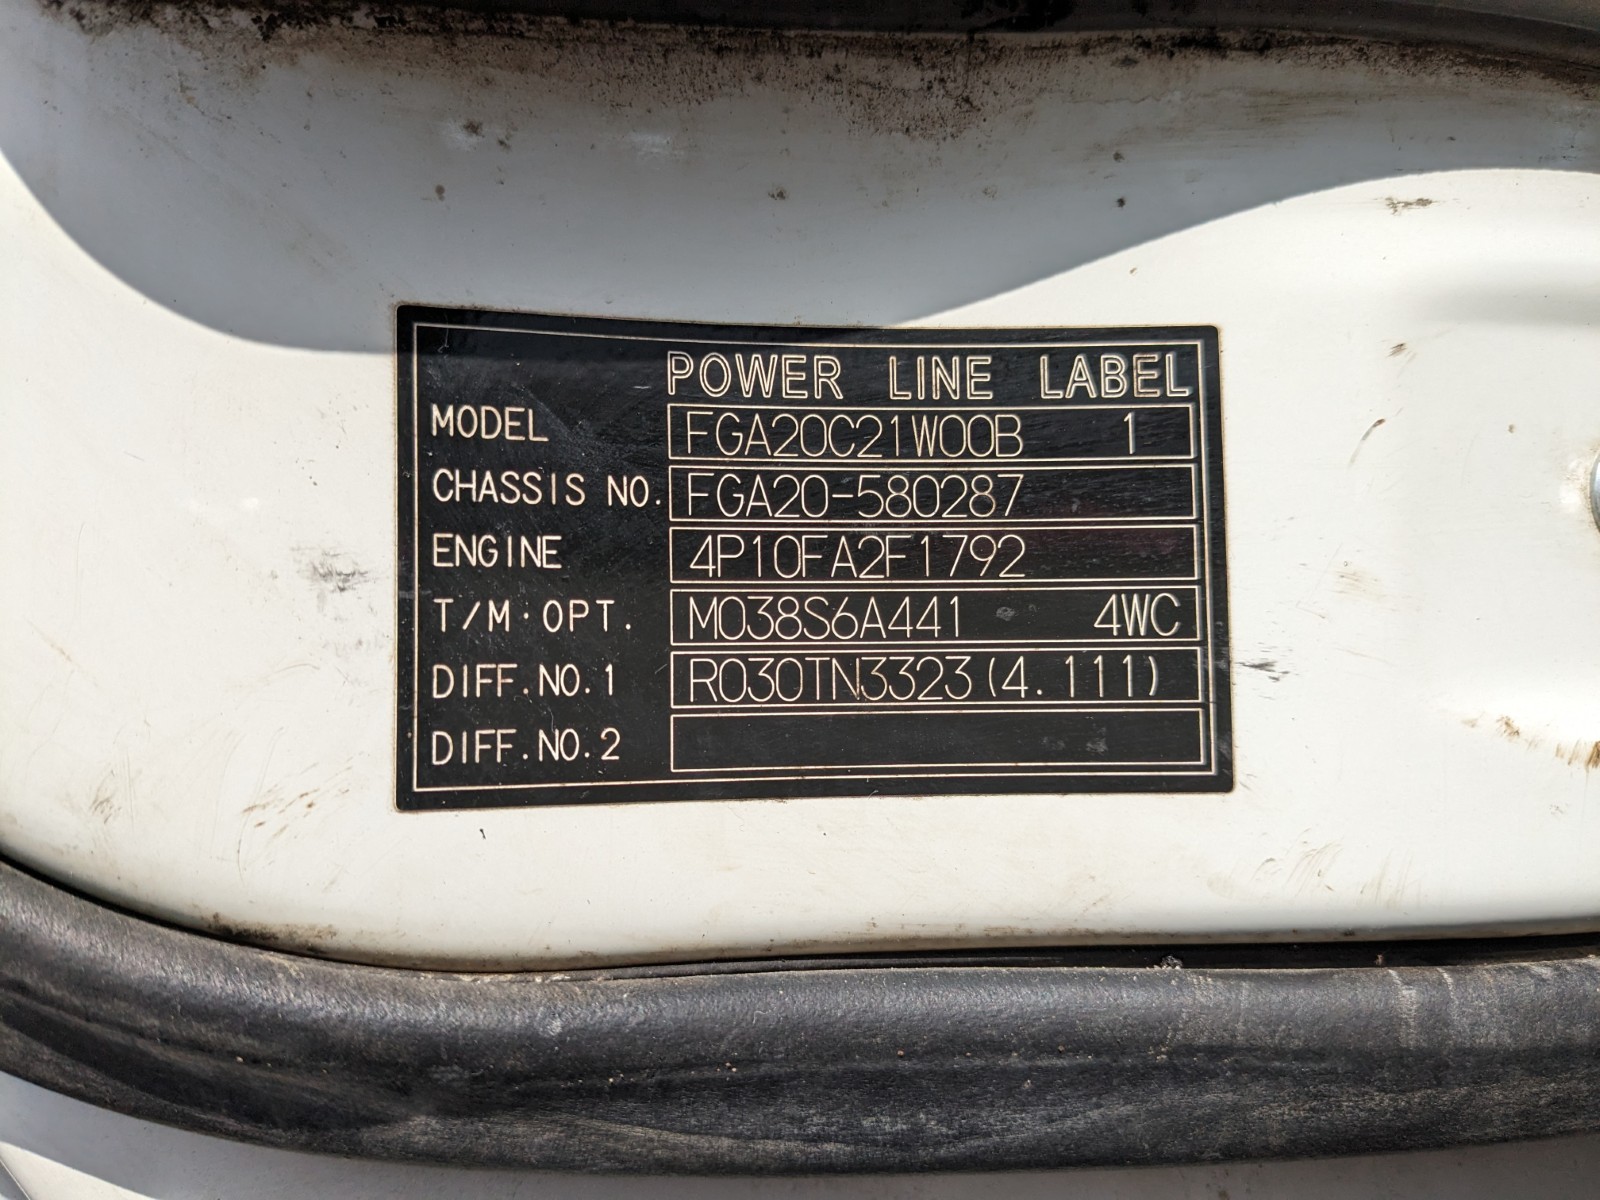 POWER LINE LABEL
MODEL FGA20C21W00B 1
CHASSIS NO. FGA20-580287
ENGINE 4P10FA2F1792
T/M·OPT. M038S6A441 4WC
DIFF.NO.1 R030TN3323(4.111)
DIFF.NO.2